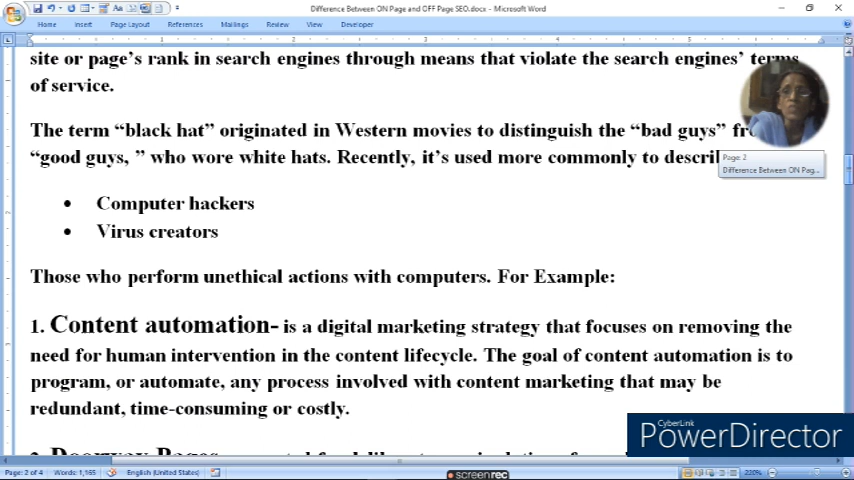 Difference Between ON Page and OFF Page SEO.docx - Microsoft Word
Home Insert Page Layout References Mailings Review View Developer
site or page's rank in search engines through means that violate the search engines' terms
of service.
The term “black hat” originated in Western movies to distinguish the “bad guys”
“good guys, ” who wore white hats. Recently, it's used more commonly to
Page: 2
Difference Between ON Pag...
• Computer hackers
• Virus creators
Those who perform unethical actions with computers. For Example:
1. Content automation- is a digital marketing strategy that focuses on removing the
need for human intervention in the content lifecycle. The goal of content automation is to
program, or automate, any process involved with content marketing that may be
redundant, time-consuming or costly.
2. Doorway Pages
CyberLink
PowerDirector
Page: 2 of 4 Words: 1,165 English (United States) screenrec 220%